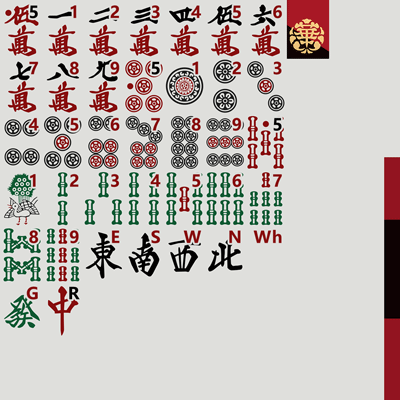 5 1 2 3 4 5 6
伍 一 二 三 四 伍 六 華
萬 萬 萬 萬 萬 萬 萬
7 8 9 5 1 2 3
七 八 九
萬 萬 萬
4 5 6 7 8 9 5
1 2 3 4 5 6 7
8 9 E S W N Wh
東 南 西 北
G R
發 中